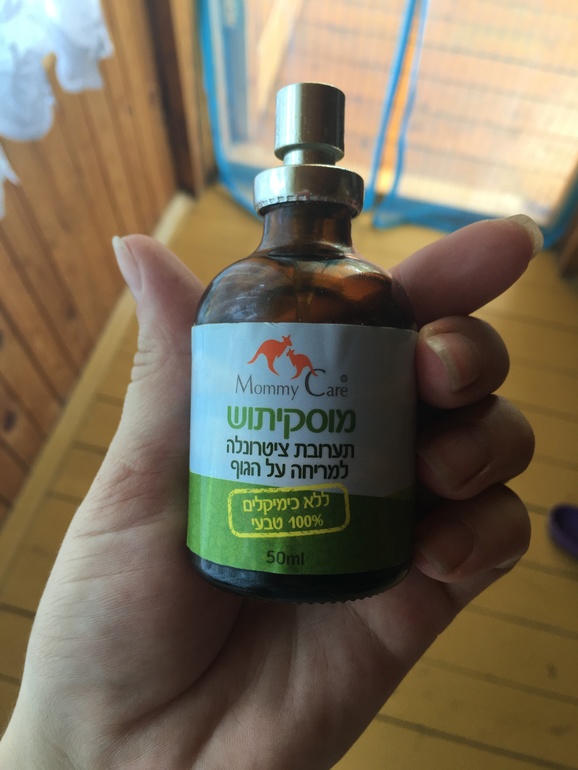 Mommy Care®
מוסקיתוש
תערובת ציטרונלה
למריחה על הגוף
ללא כימיקלים
100% טבעי
50ml